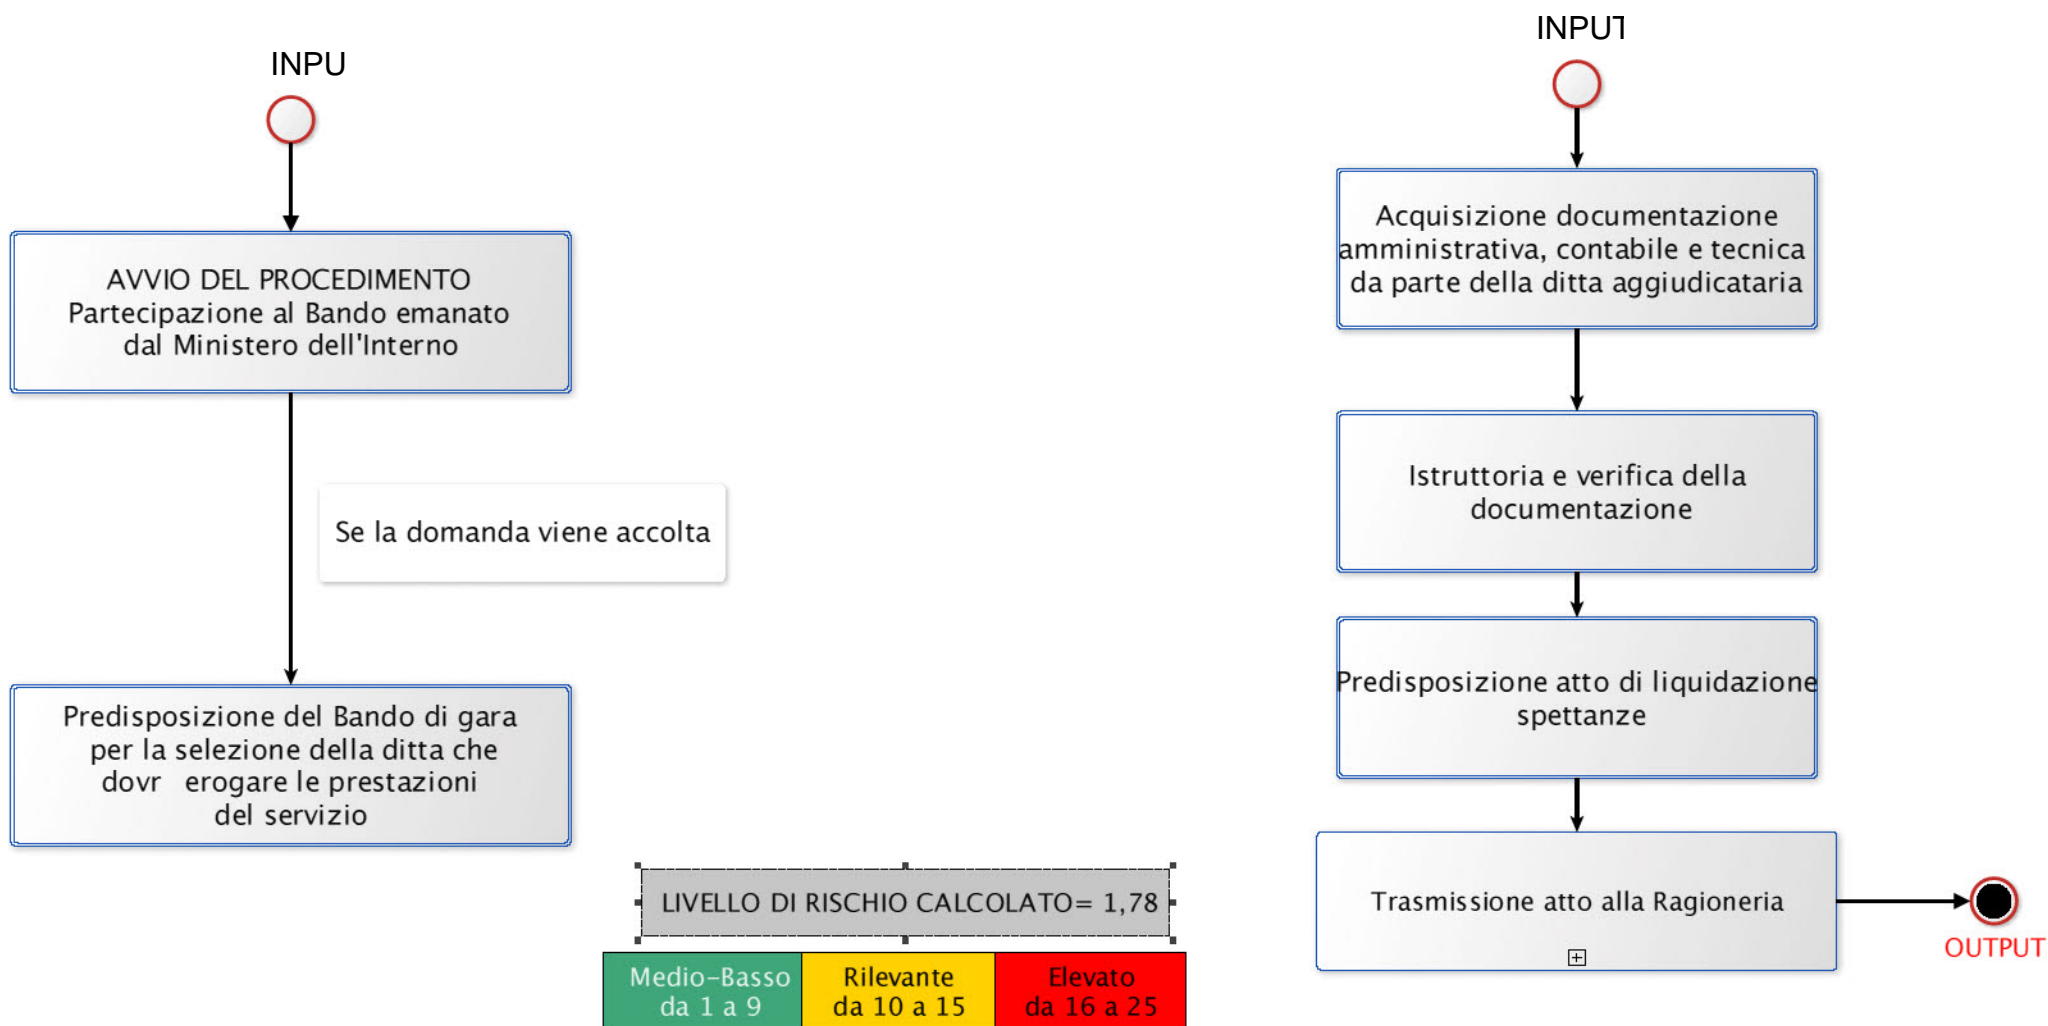 INPU
AVVIO DEL PROCEDIMENTO
Partecipazione al Bando emanato
dal Ministero dell'Interno
Se la domanda viene accolta
Predisposizione del Bando di gara
per la selezione della ditta che
dovr erogare le prestazioni
del servizio
LIVELLO DI RISCHIO CALCOLATO= 1,78
Medio-Basso
da 1 a 9
Rilevante
da 10 a 15
Elevato
da 16 a 25
INPUT
Acquisizione documentazione
amministrativa, contabile e tecnica
da parte della ditta aggiudicataria
Istruttoria e verifica della
documentazione
Predisposizione atto di liquidazione
spettanze
Trasmissione atto alla Ragioneria
OUTPUT